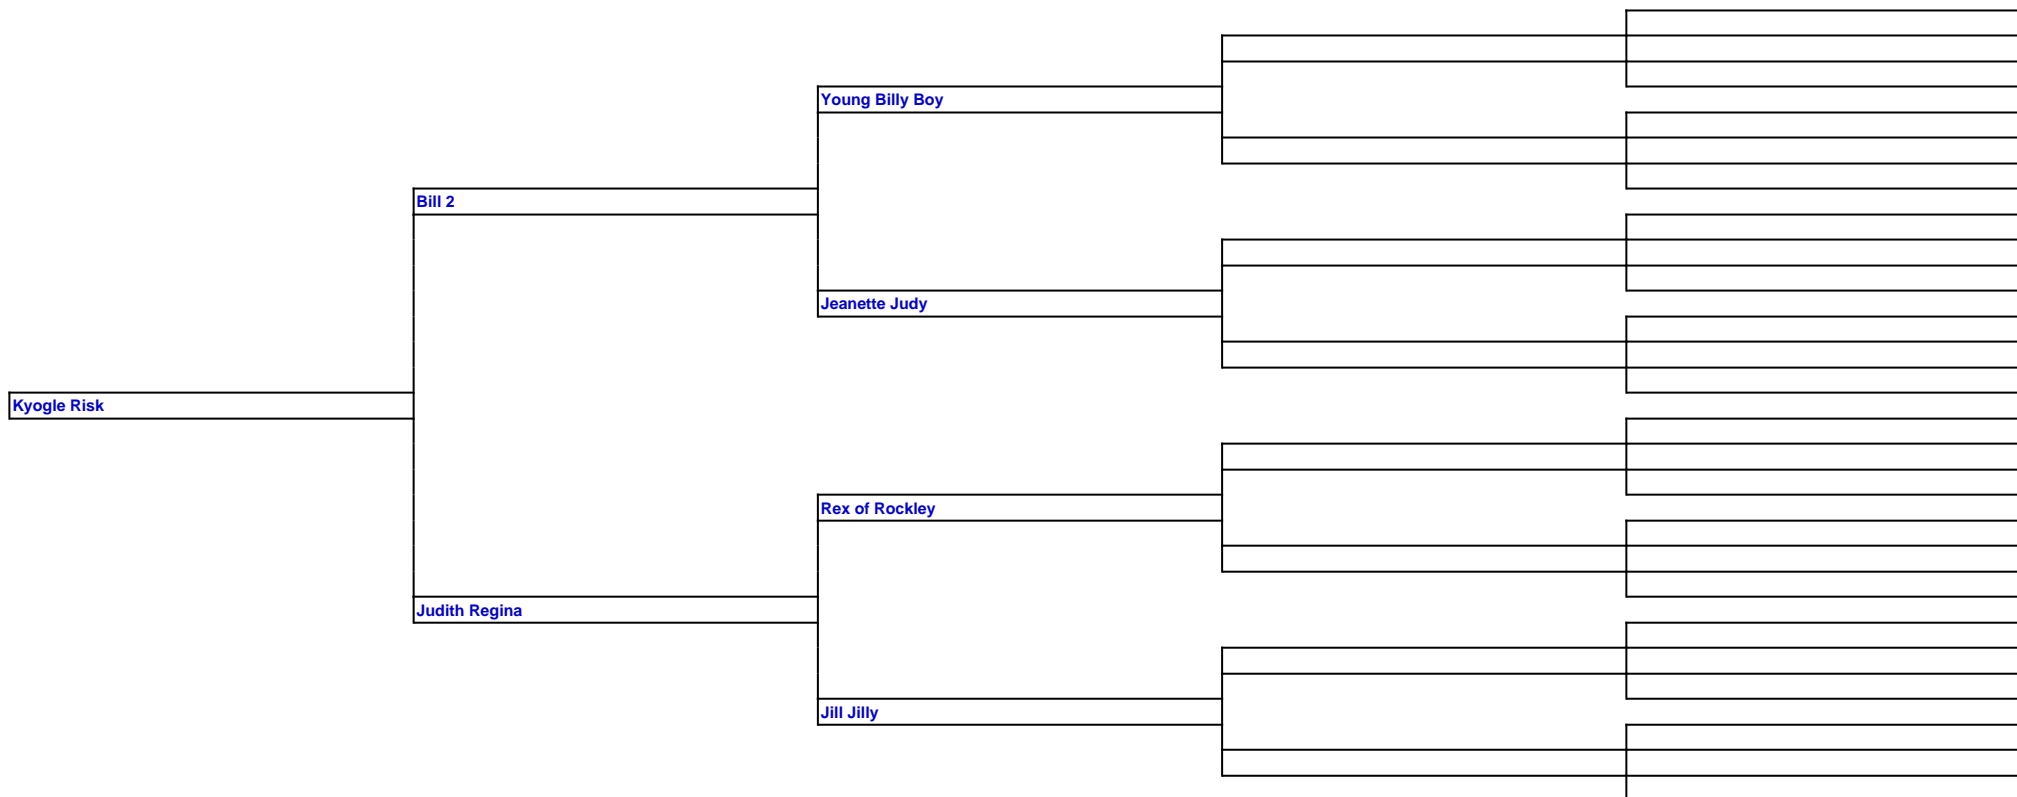 Young Billy Boy
Bill 2
Jeanette Judy
Kyogle Risk
Rex of Rockley
Judith Regina
Jill Jilly